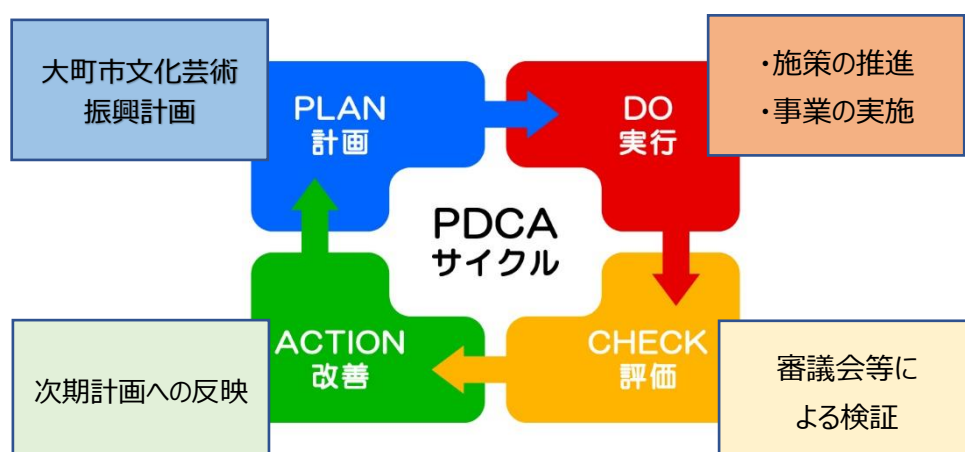 大町市文化芸術
振興計画
PLAN
計画
DO
実行
・施策の推進
・事業の実施
PDCA
サイクル
次期計画への反映
ACTION
改善
CHECK
評価
審議会等に
よる検証